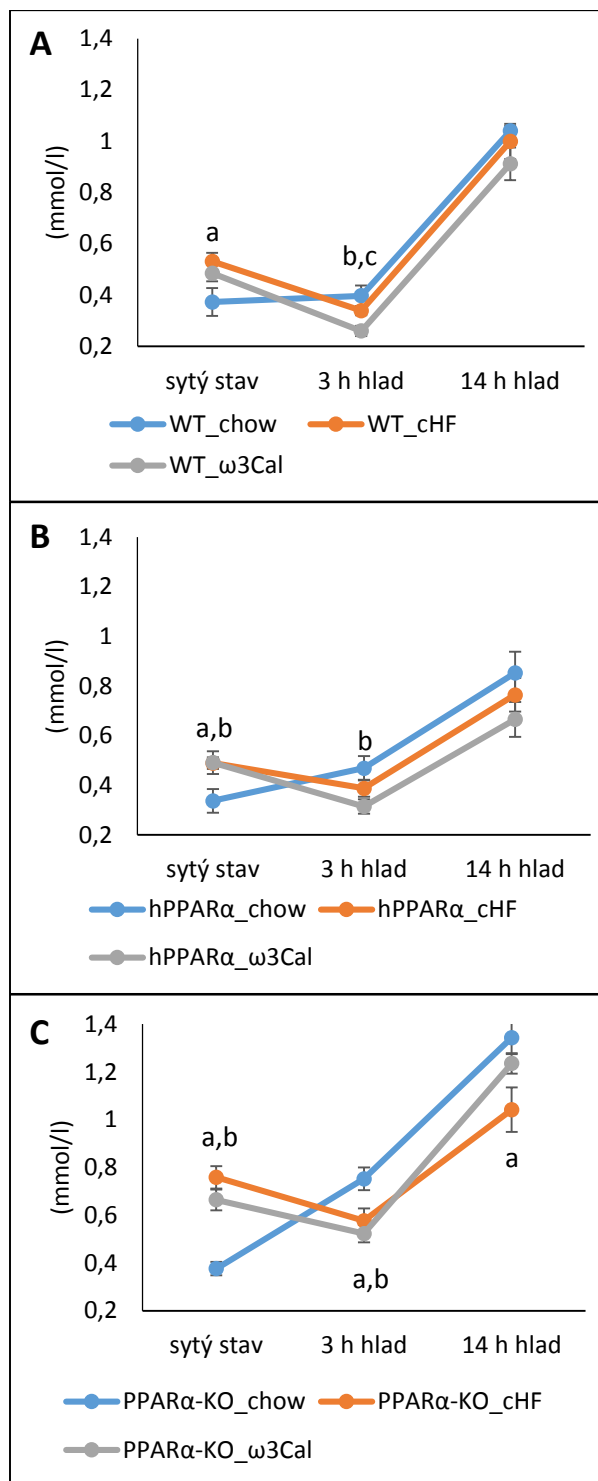 A
1,4
1,2
1
0,8
0,6
0,4
0,2
(mmol/l)
a
b,c
sytý stav 3 h hlad 14 h hlad
WT_chow WT_cHF
WT_ω3Cal
B
1,4
1,2
1
0,8
0,6
0,4
0,2
(mmol/l)
a,b
b
sytý stav 3 h hlad 14 h hlad
hPPARα_chow hPPARα_cHF
hPPARα_ω3Cal
C
1,4
1,2
1
0,8
0,6
0,4
0,2
(mmol/l)
a,b
a
a,b
sytý stav 3 h hlad 14 h hlad
PPARα-KO_chow PPARα-KO_cHF
PPARα-KO_ω3Cal